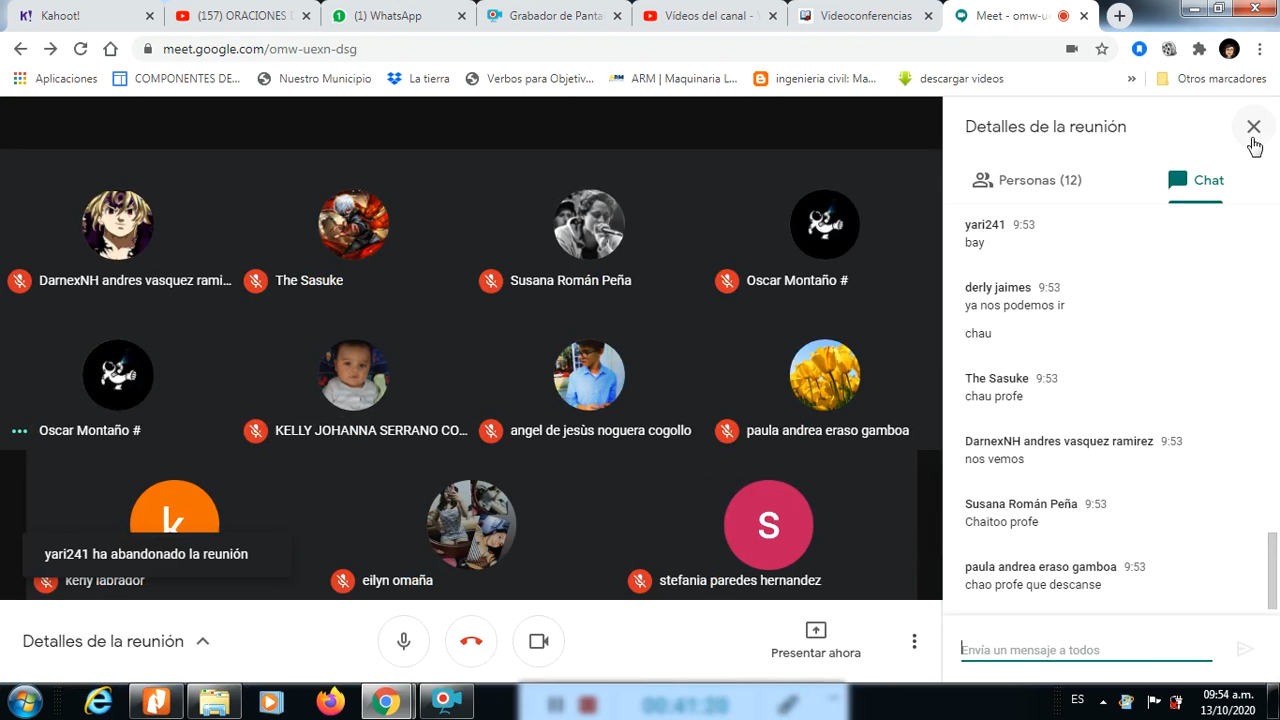 Kahoot!
(157) ORACIONES
(1) WhatsApp
Grabador de Panta
Vídeos del canal -
Videoconferencias
Meet - omw-u
meet.google.com/omw-uexn-dsg
Aplicaciones
COMPONENTES DE...
Nuestro Municipio
La tierra
Verbos para Objetiv...
ARM | Maquinaria L...
ingenieria civil: Ma...
descargar videos
»
Otros marcadores
Detalles de la reunión
Personas (12)
Chat
DarnexNH andres vasquez rami...
The Sasuke
Susana Román Peña
Oscar Montaño #
Oscar Montaño #
KELLY JOHANNA SERRANO CO...
angel de jesùs noguera cogollo
paula andrea eraso gamboa
k
S
yari241 ha abandonado la reunión
kelly labrador
eilyn omaña
stefania paredes hernandez
yari241 9:53
bay
derly jaimes 9:53
ya nos podemos ir
chau
The Sasuke 9:53
chau profe
DarnexNH andres vasquez ramirez 9:53
nos vemos
Susana Román Peña 9:53
Chaitoo profe
paula andrea eraso gamboa 9:53
chao profe que descanse
Envía un mensaje a todos
Detalles de la reunión
Presentar ahora
ES
09:54 a.m.
13/10/2020